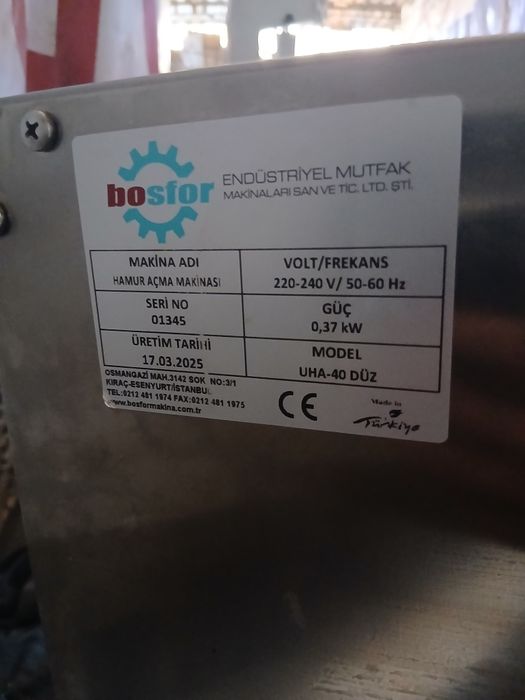 bosfor
ENDÜSTRİYEL MUTFAK
MAKİNALARI SAN VE TİC. LTD. ŞTİ.
MAKİNA ADI
HAMUR AÇMA MAKİNASI
VOLT/FREKANS
220-240 V/ 50-60 Hz
SERİ NO
01345
GÜÇ
0,37 kW
ÜRETİM TARİHİ
17.03.2025
MODEL
UHA-40 DÜZ
OSMANGAZİ MAH.3142 SOK NO:3/1
KIRAÇ-ESENYURT/İSTANBUL
TEL:0212 481 1974 FAX:0212 481 1975
www.bosformakina.com.tr
CE
Made in
Türkiye